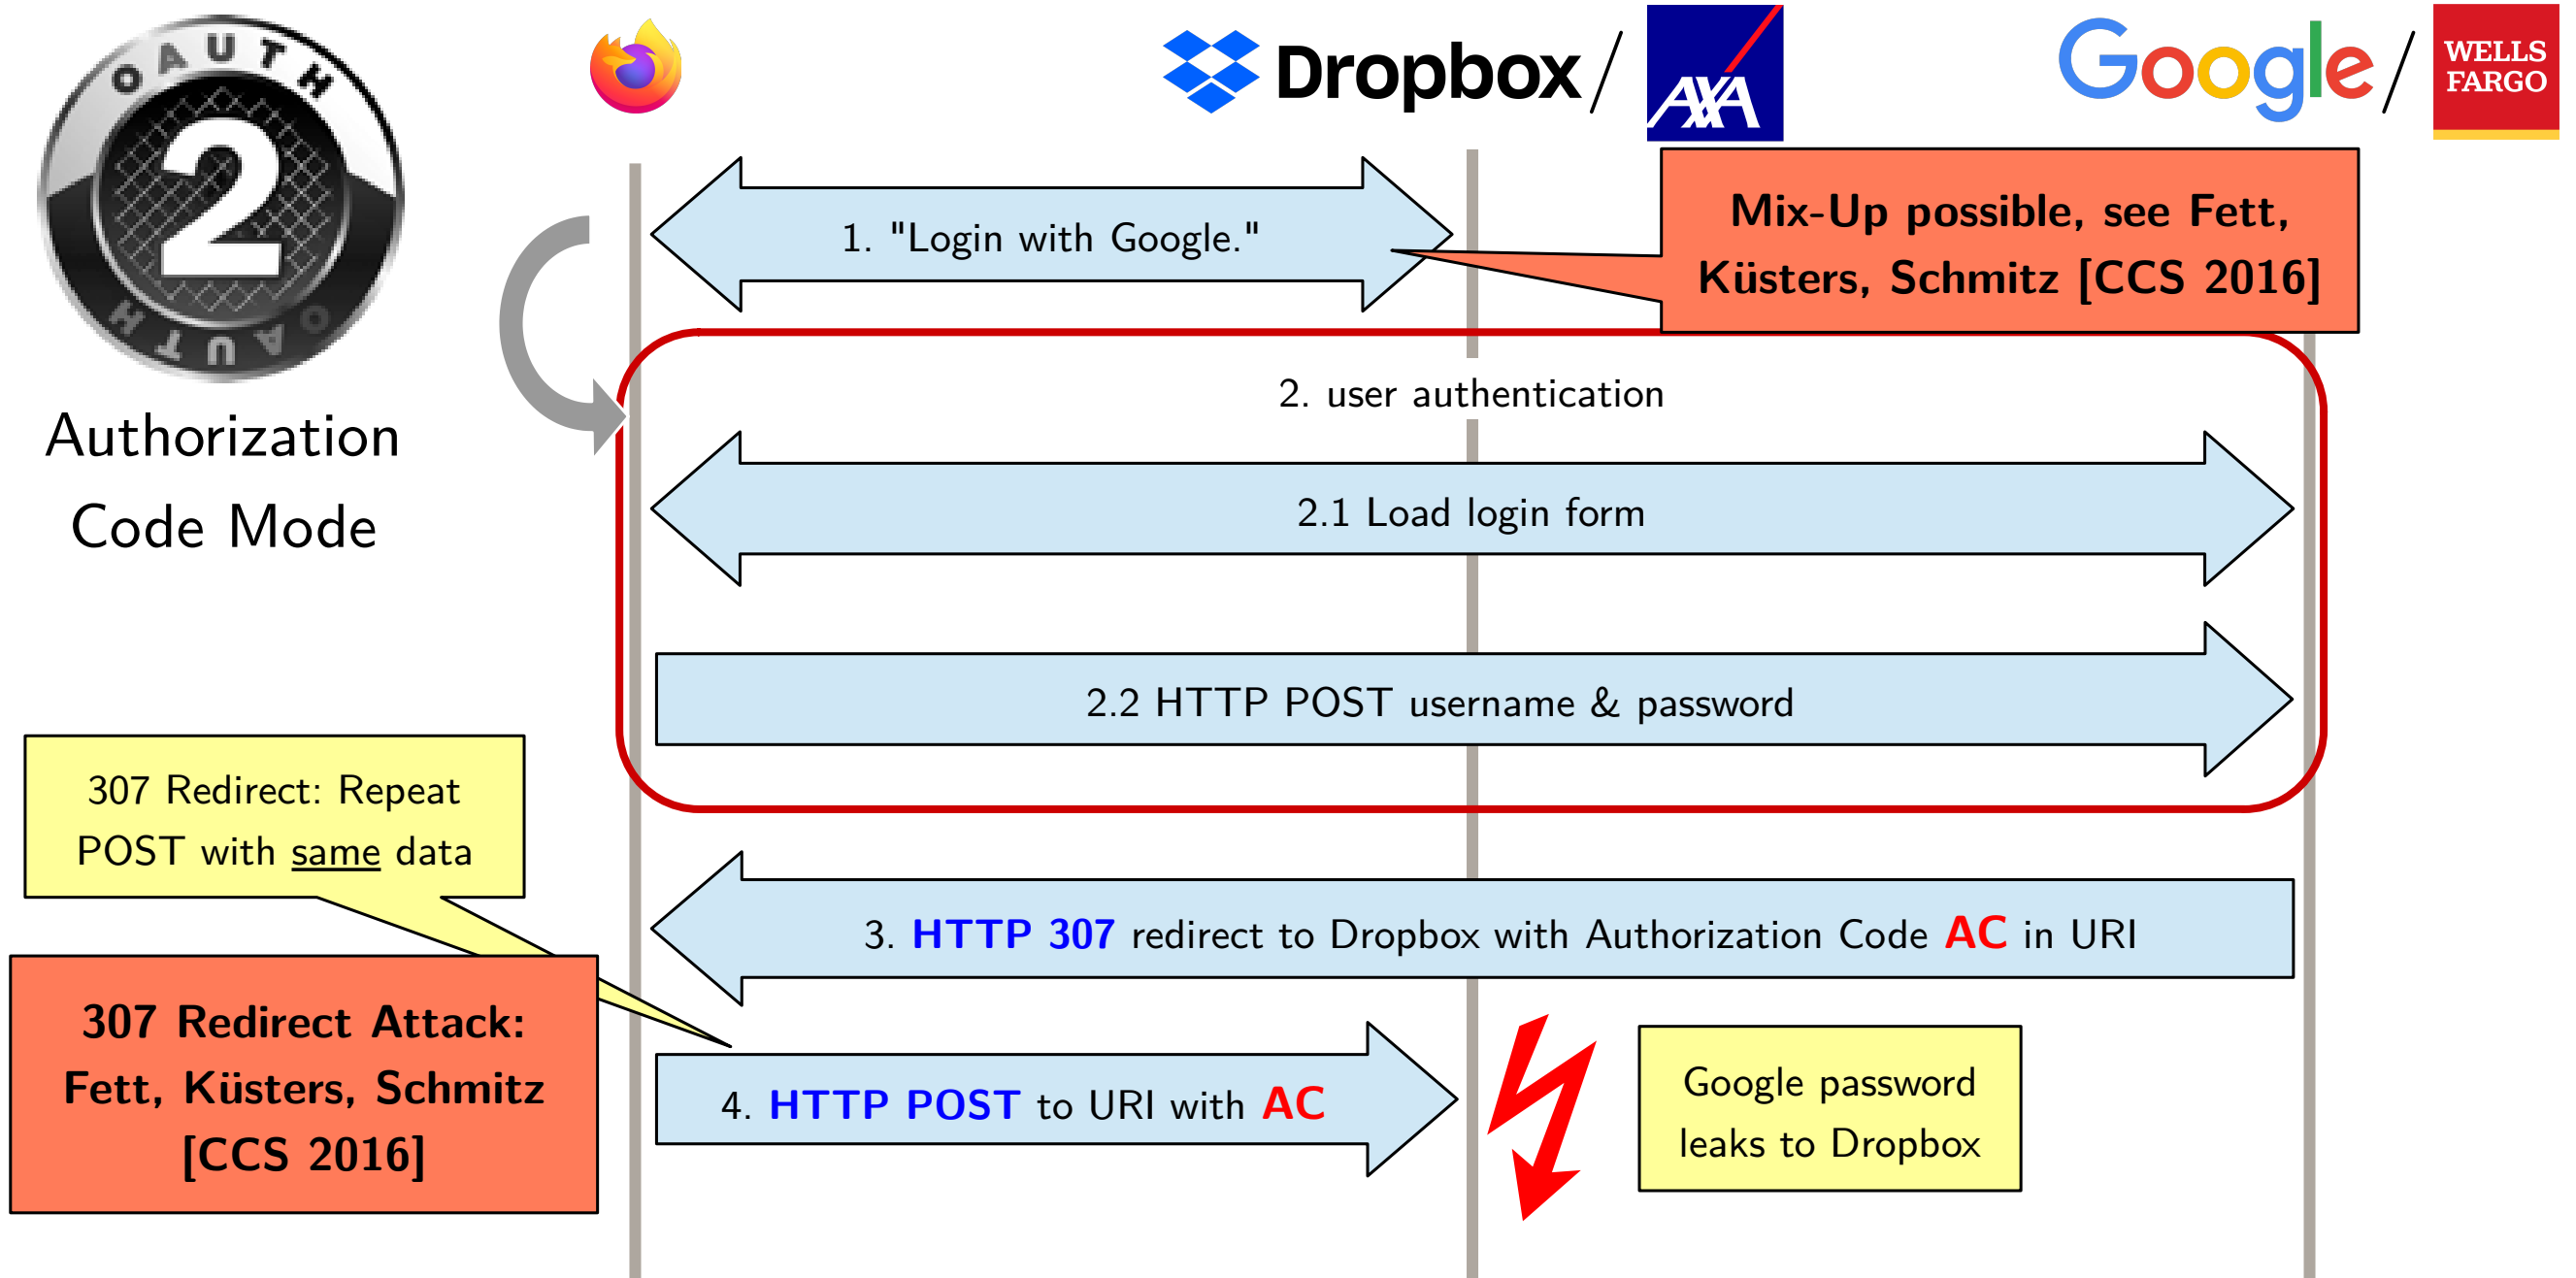 OAUTH
2
OAUTH
Authorization
Code Mode
Dropbox
/
AXA
Google
/
WELLS
FARGO
1. "Login with Google."
Mix-Up possible, see Fett,
Küsters, Schmitz [CCS 2016]
2. user authentication
2.1 Load login form
2.2 HTTP POST username & password
307 Redirect: Repeat
POST with same data
3. HTTP 307 redirect to Dropbox with Authorization Code AC in URI
307 Redirect Attack:
Fett, Küsters, Schmitz
[CCS 2016]
4. HTTP POST to URI with AC
Google password
leaks to Dropbox